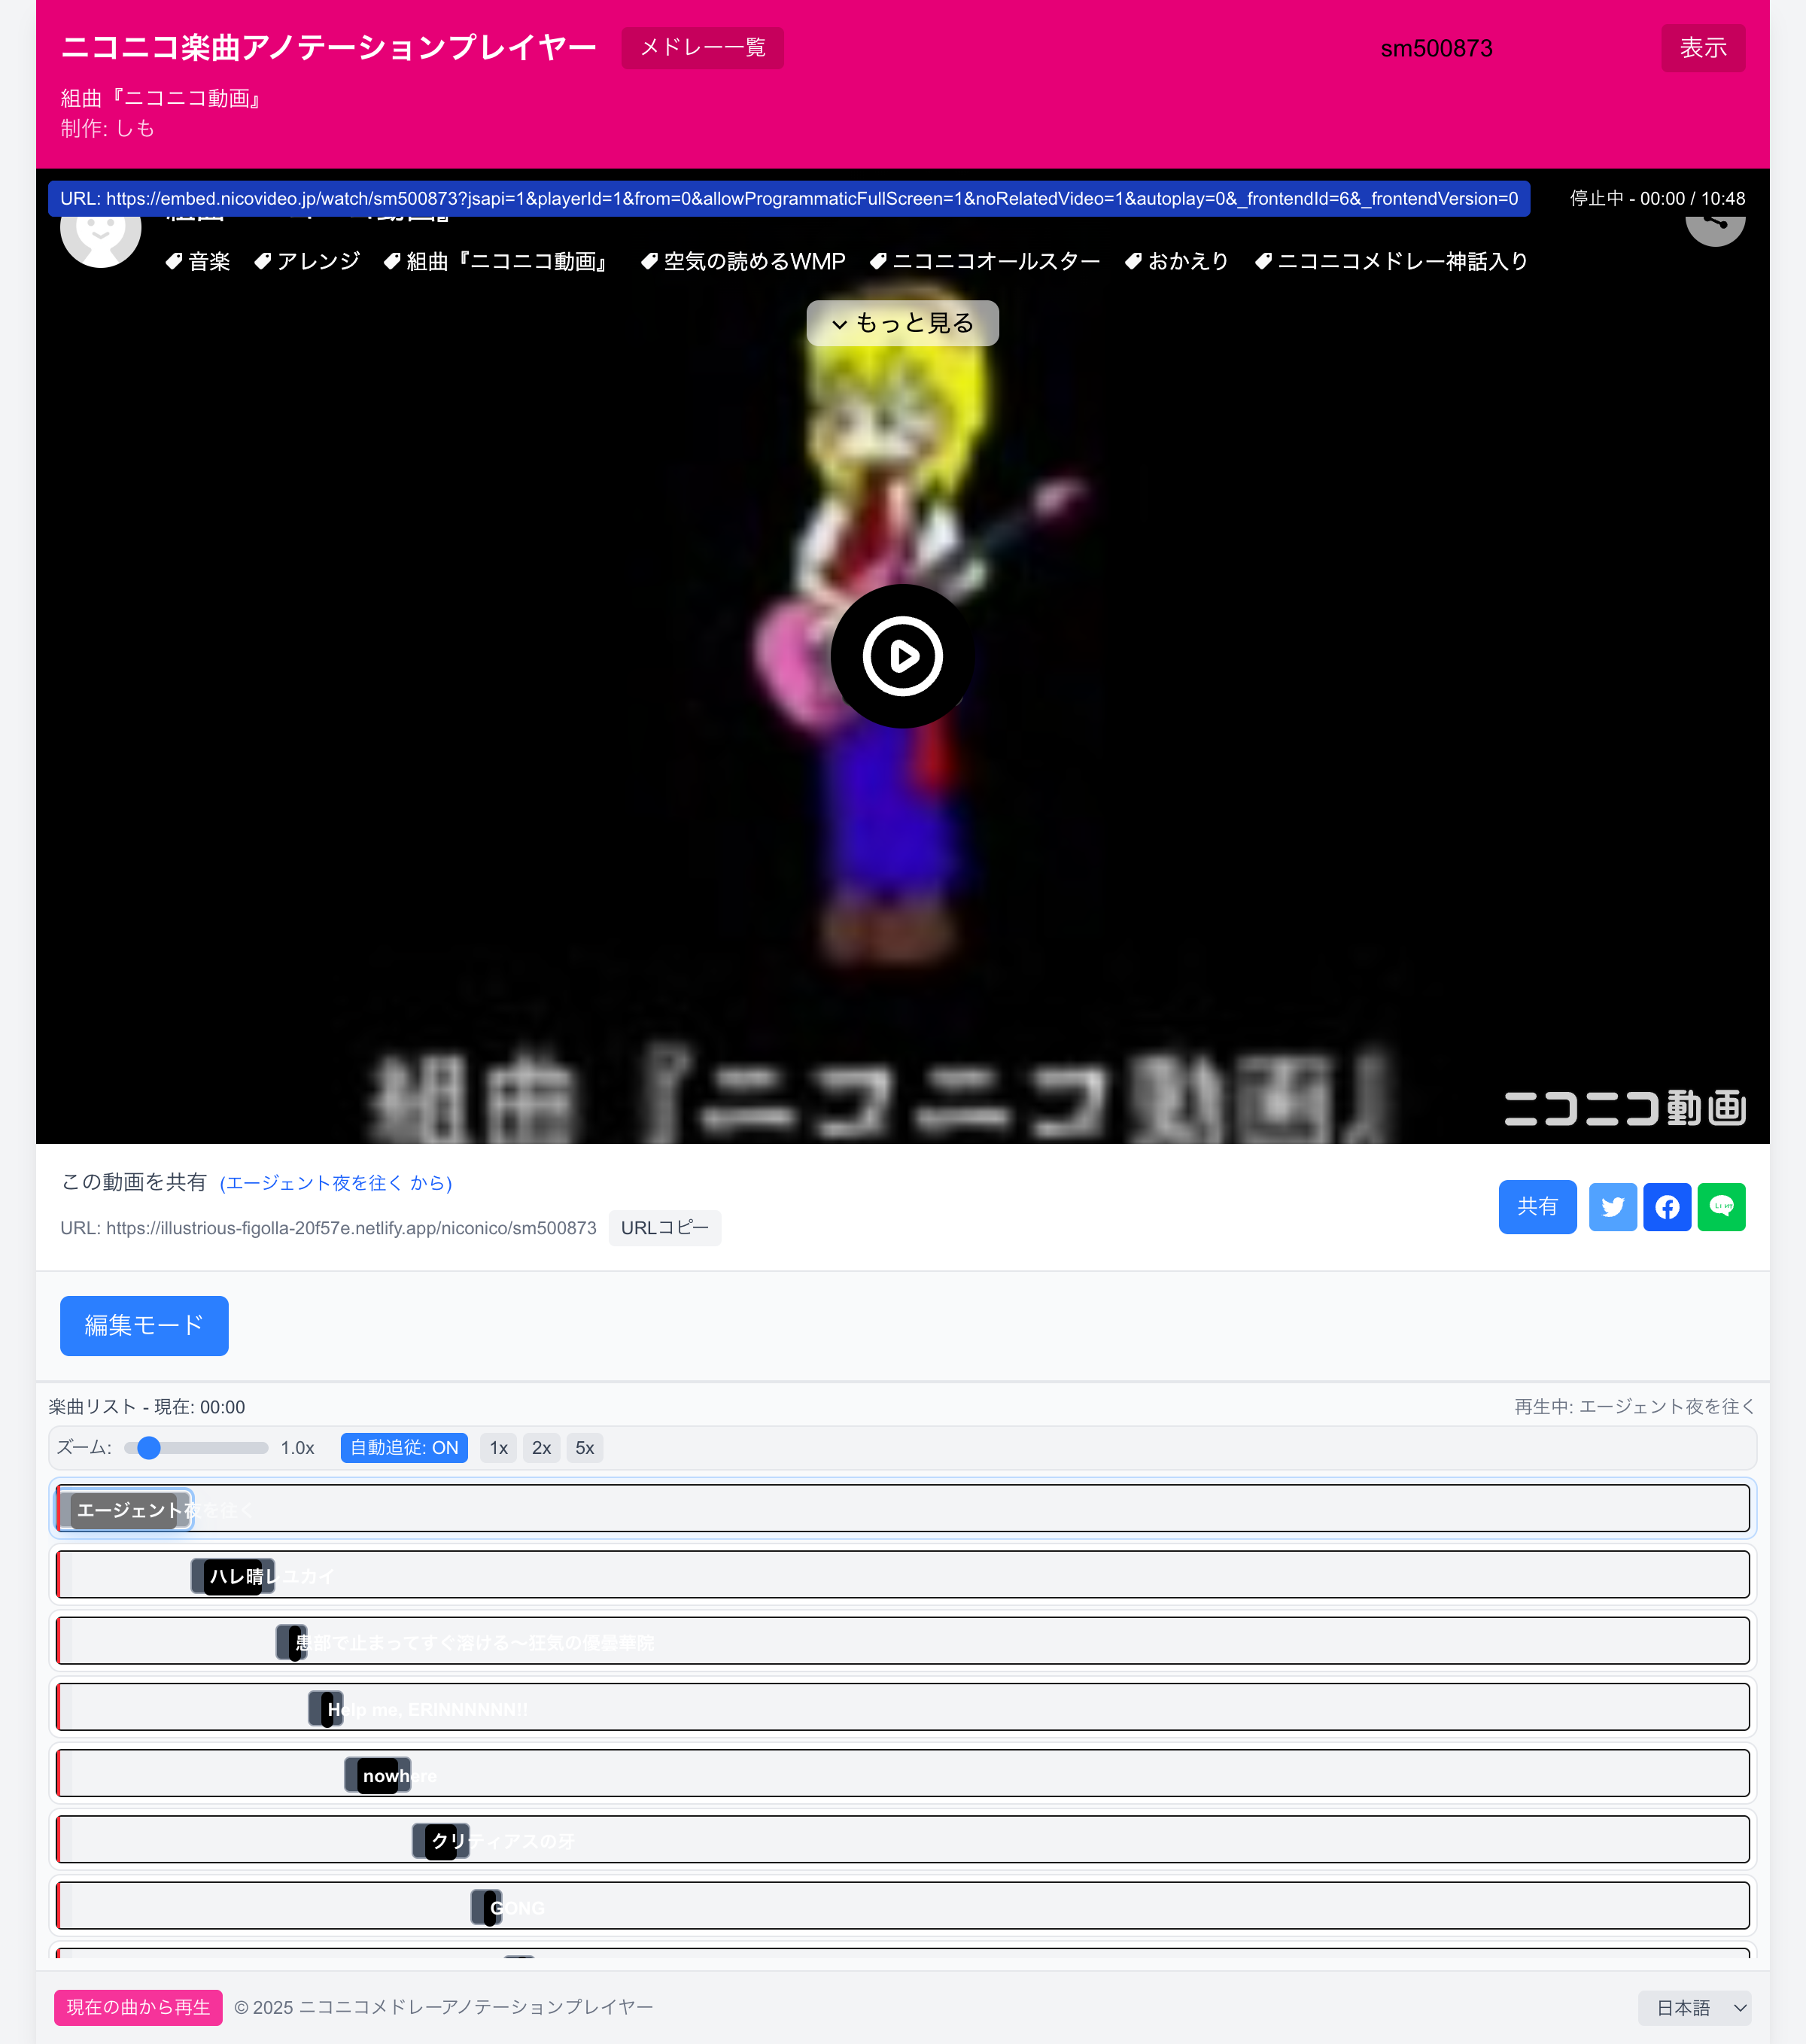 ニコニコ楽曲アノテーションプレイヤー メドレー一覧 sm500873 表示
組曲『ニコニコ動画』
制作: しも
URL: https://embed.nicovideo.jp/watch/sm500873?jsapi=1&playerId=1&from=0&allowProgrammaticFullScreen=1&noRelatedVideo=1&autoplay=0&_frontendId=6&_frontendVersion=0 停止中 - 00:00 / 10:48
音楽 アレンジ 組曲『ニコニコ動画』 空気の読めるWMP ニコニコオールスター おかえり ニコニコメドレー神話入り
もっと見る
組曲『ニコニコ動画』
ニコニコ動画
この動画を共有 (エージェント夜を往く から)
URL: https://illustrious-figolla-20f57e.netlify.app/niconico/sm500873 URLコピー 共有
編集モード
楽曲リスト - 現在: 00:00 再生中: エージェント夜を往く
ズーム: 1.0x 自動追従: ON 1x 2x 5x
エージェント夜を往く
ハレ晴レユカイ
患部で止まってすぐ溶ける～狂気の優曇華院
Help me, ERINNNNNN!!
nowhere
クリティアスの牙
GONG
現在の曲から再生 © 2025 ニコニコメドレーアノテーションプレイヤー 日本語